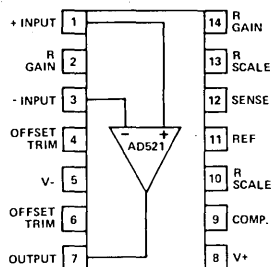 + INPUT 1
R
GAIN 2
- INPUT 3
OFFSET
TRIM 4
V- 5
OFFSET
TRIM 6
OUTPUT 7
- +
AD521
14 R
GAIN
13 R
SCALE
12 SENSE
11 REF
10 R
SCALE
9 COMP.
8 V+